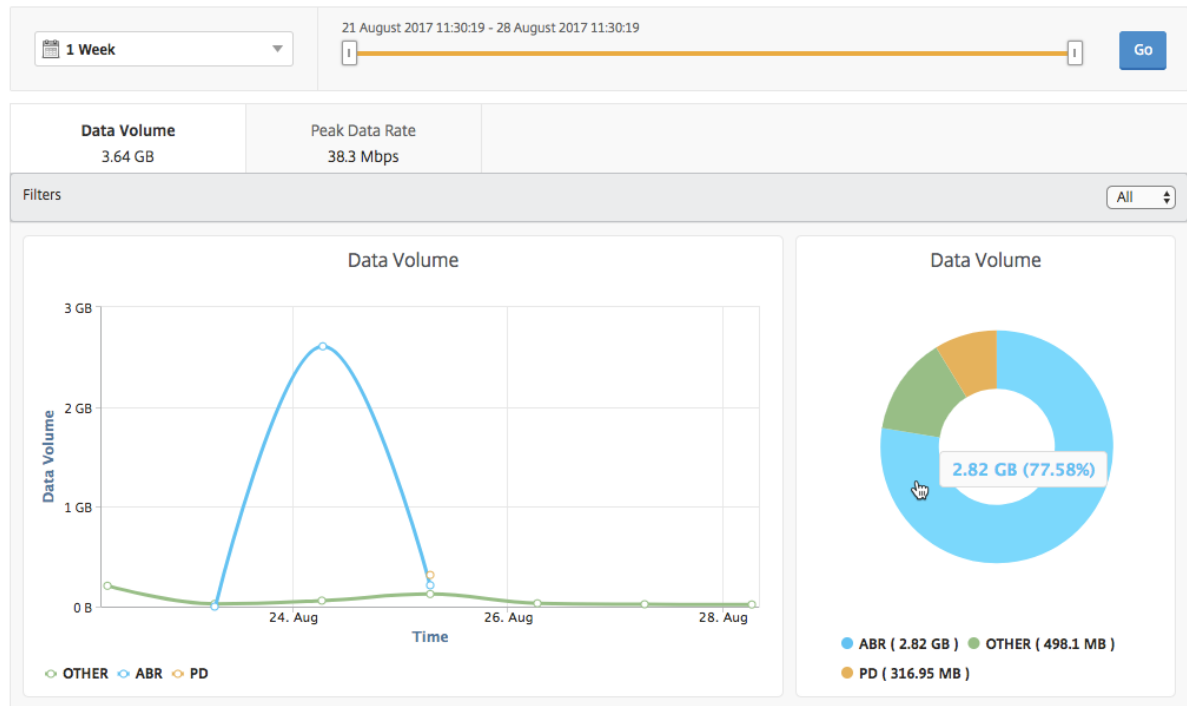 21 August 2017 11:30:19 - 28 August 2017 11:30:19
1 Week
Go
Data Volume
3.64 GB
Peak Data Rate
38.3 Mbps
Filters
All
Data Volume
3 GB
2 GB
1 GB
0 B
Data Volume
24. Aug
26. Aug
28. Aug
Time
OTHER ABR PD
Data Volume
2.82 GB (77.58%)
ABR ( 2.82 GB ) OTHER ( 498.1 MB )
PD ( 316.95 MB )